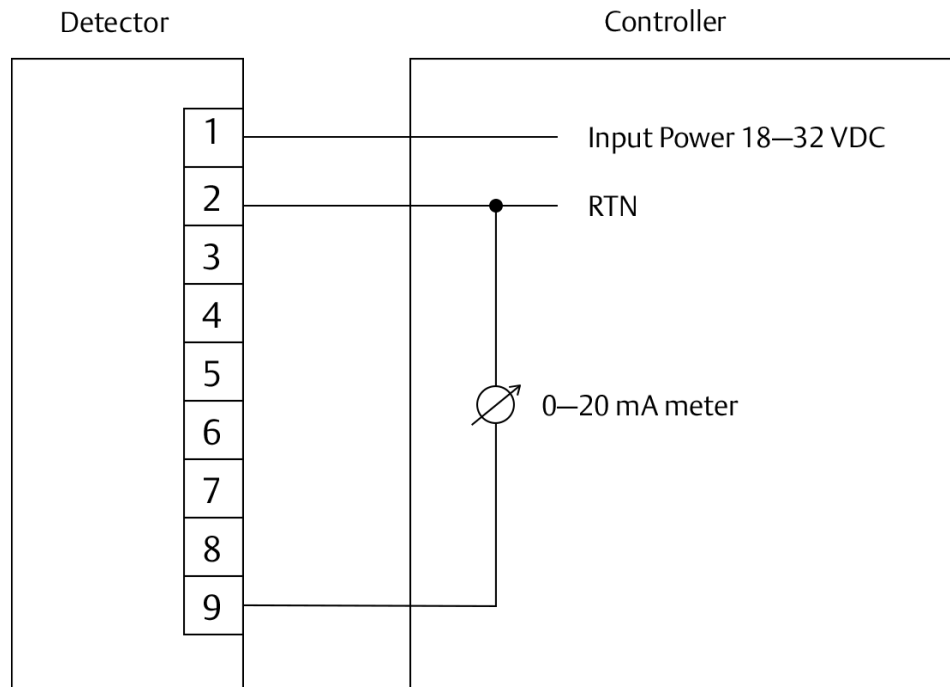 Detector
Controller
1
Input Power 18—32 VDC
2
RTN
3
4
5
0—20 mA meter
6
7
8
9